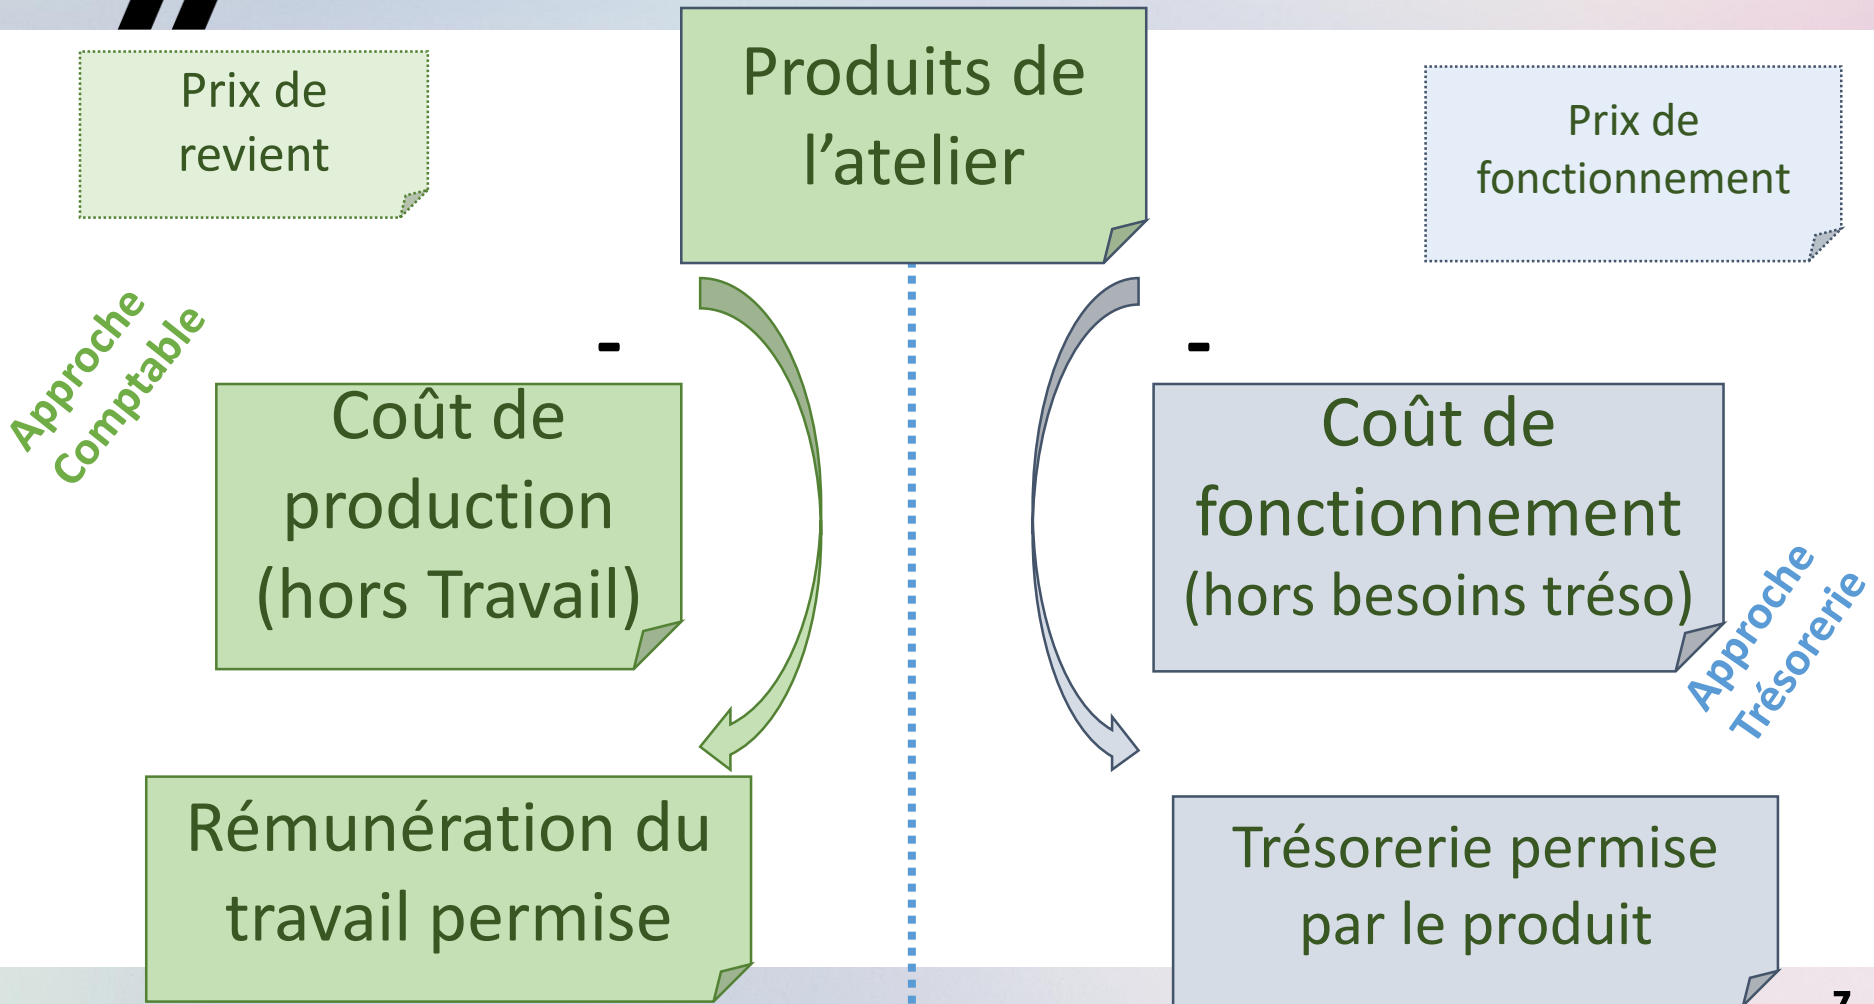 Prix de
revient
Produits de
l’atelier
Prix de
fonctionnement
Approche
Comptable
-
-
Coût de
production
(hors Travail)
Coût de
fonctionnement
(hors besoins tréso)
Approche
Trésorerie
Rémunération du
travail permise
Trésorerie permise
par le produit
7